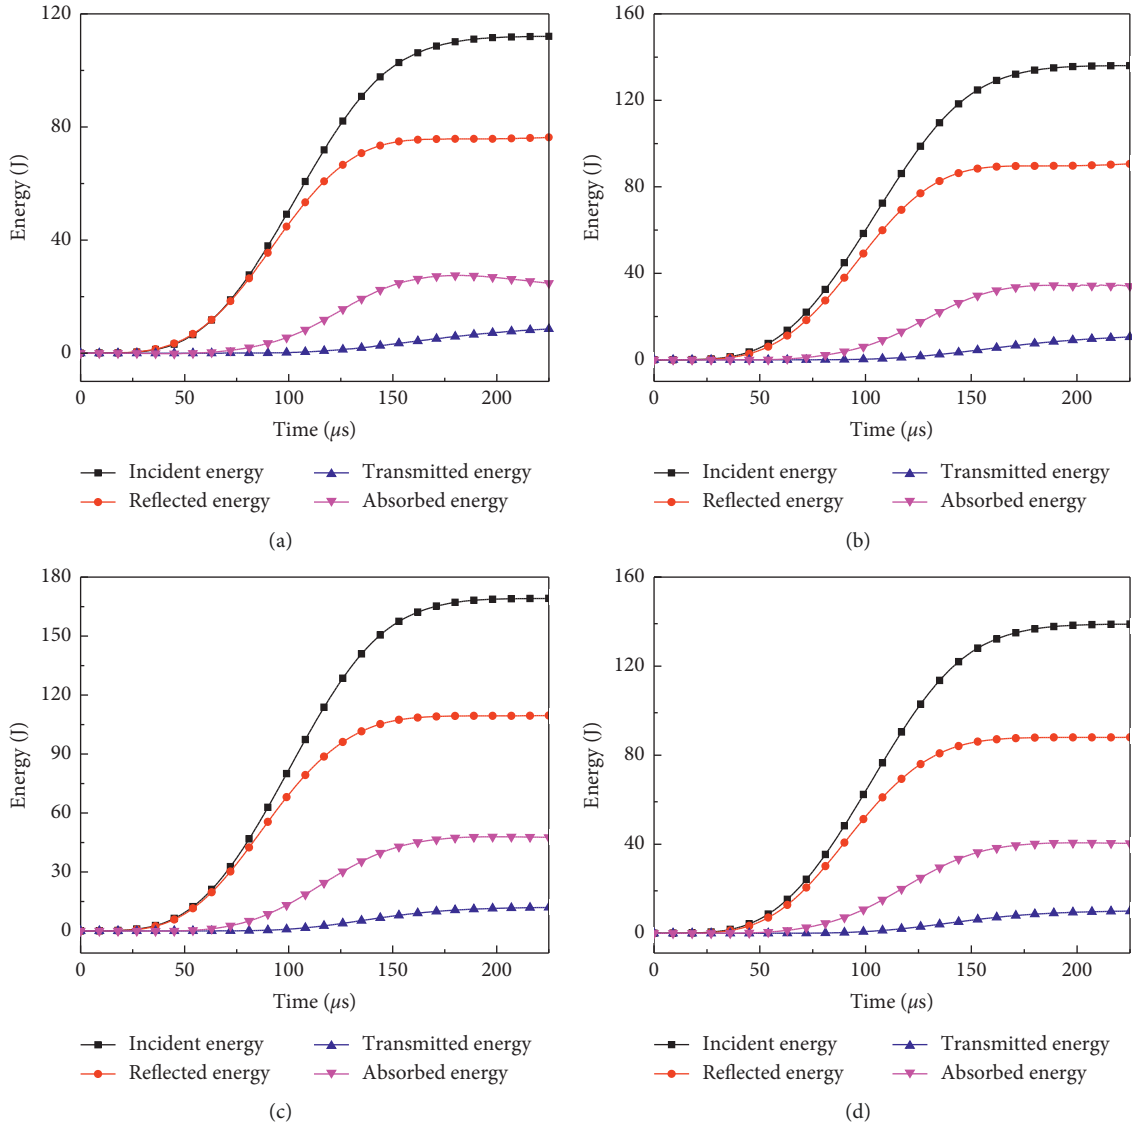 120
80
40
0
Energy (J)
0 50 100 150 200
Time (μs)
Incident energy
Reflected energy
Transmitted energy
Absorbed energy
(a)
160
120
80
40
0
Energy (J)
0 50 100 150 200
Time (μs)
Incident energy
Reflected energy
Transmitted energy
Absorbed energy
(b)
180
150
120
90
60
30
0
Energy (J)
0 50 100 150 200
Time (μs)
Incident energy
Reflected energy
Transmitted energy
Absorbed energy
(c)
160
120
80
40
0
Energy (J)
0 50 100 150 200
Time (μs)
Incident energy
Reflected energy
Transmitted energy
Absorbed energy
(d)